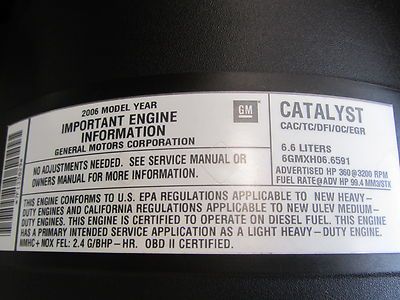 2006 MODEL YEAR
IMPORTANT ENGINE
INFORMATION
GENERAL MOTORS CORPORATION
GM
CATALYST
CAC/TC/DFI/OC/EGR
NO ADJUSTMENTS NEEDED. SEE SERVICE MANUAL OR
OWNERS MANUAL FOR MORE INFORMATION.
6.6 LITERS
6GMXH06.6591
ADVERTISED HP 360@3200 RPM
FUEL RATE@ADV HP 99.4 MM3/STK
THIS ENGINE CONFORMS TO U.S. EPA REGULATIONS APPLICABLE TO NEW HEAVY-
DUTY ENGINES AND CALIFORNIA REGULATIONS APPLICABLE TO NEW ULEV MEDIUM-
DUTY ENGINES. THIS ENGINE IS CERTIFIED TO OPERATE ON DIESEL FUEL. THIS ENGINE
HAS A PRIMARY INTENDED SERVICE APPLICATION AS A LIGHT HEAVY-DUTY ENGINE.
NMHC+NOX FEL: 2.4 G/BHP-HR. OBD II CERTIFIED.